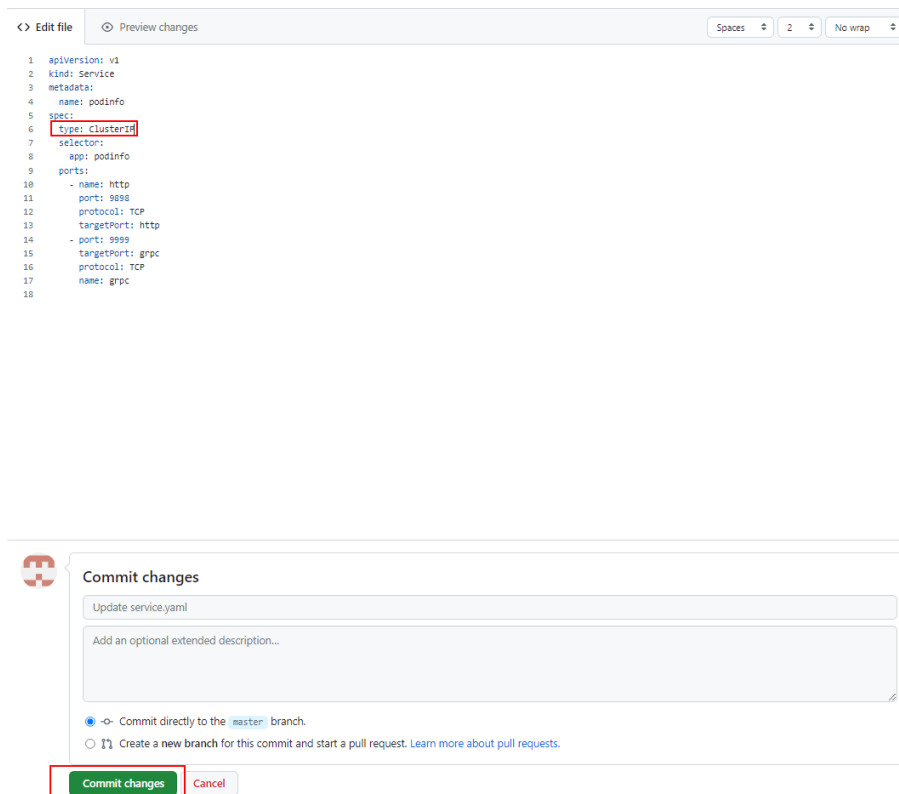 <> Edit file Preview changes Spaces 2 No wrap
1 apiVersion: v1
2 kind: Service
3 metadata:
4   name: podinfo
5 spec:
6   type: ClusterIP
7   selector:
8     app: podinfo
9   ports:
10     - name: http
11       port: 9898
12       protocol: TCP
13       targetPort: http
14     - port: 9999
15       targetPort: grpc
16       protocol: TCP
17       name: grpc
18
Commit changes
Update service.yaml
Add an optional extended description...
Commit directly to the master branch.
Create a new branch for this commit and start a pull request. Learn more about pull requests.
Commit changes Cancel